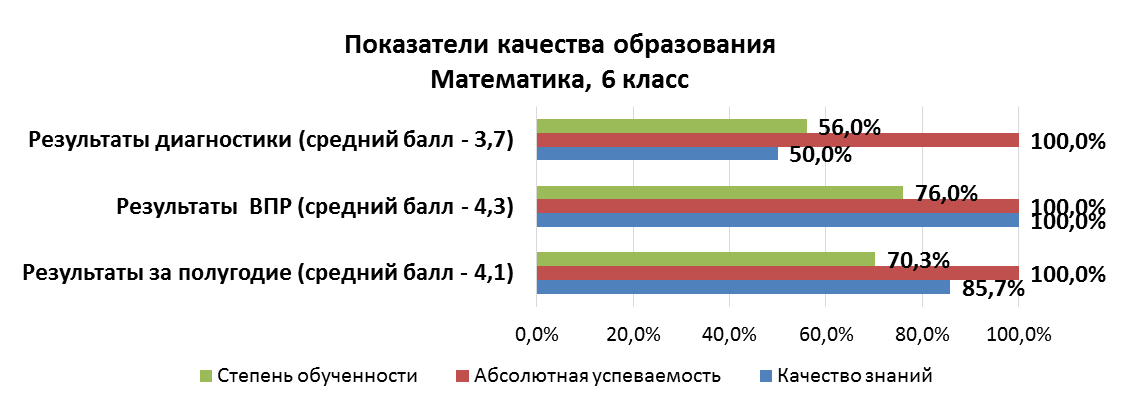 Показатели качества образования
Математика, 6 класс
Результаты диагностики (средний балл - 3,7)
56,0%
100,0%
50,0%
Результаты  ВПР (средний балл - 4,3)
76,0%
100,0%
100,0%
Результаты за полугодие (средний балл - 4,1)
70,3%
100,0%
85,7%
0,0% 20,0% 40,0% 60,0% 80,0% 100,0%
Степень обученности Абсолютная успеваемость Качество знаний